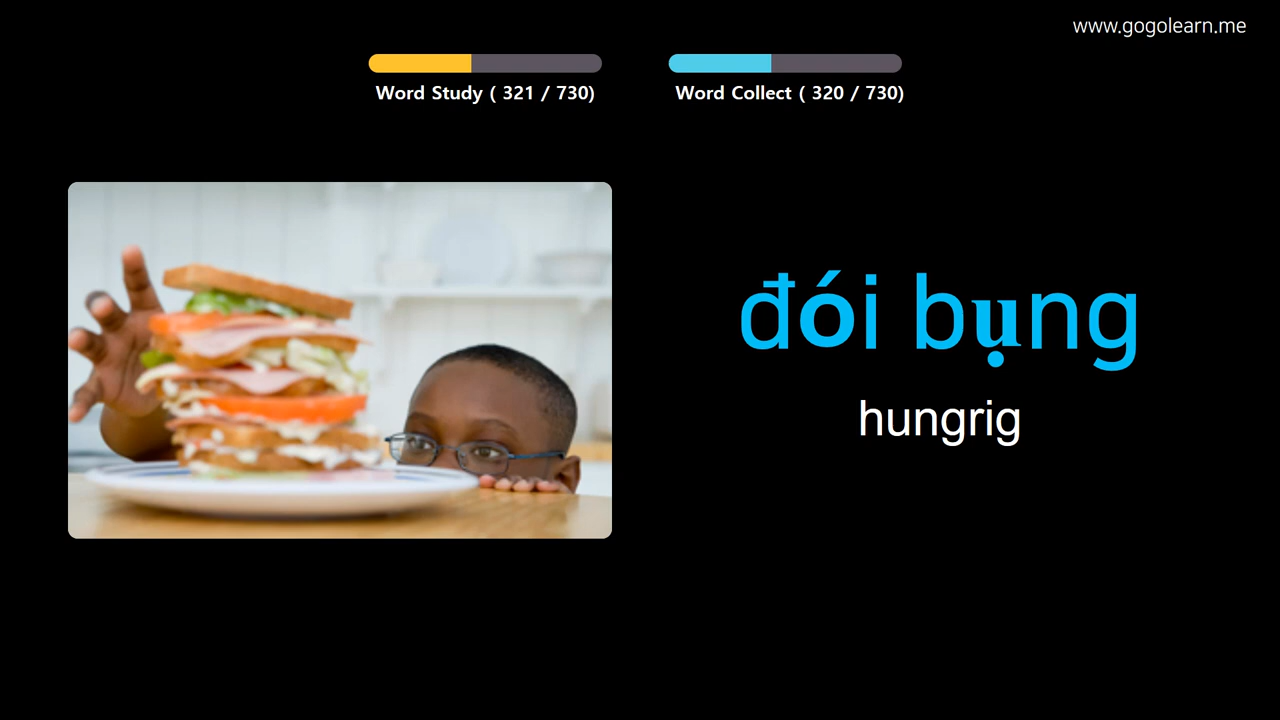 www.gogolearn.me
Word Study ( 321 / 730)
Word Collect ( 320 / 730)
đói bụng
hungrig